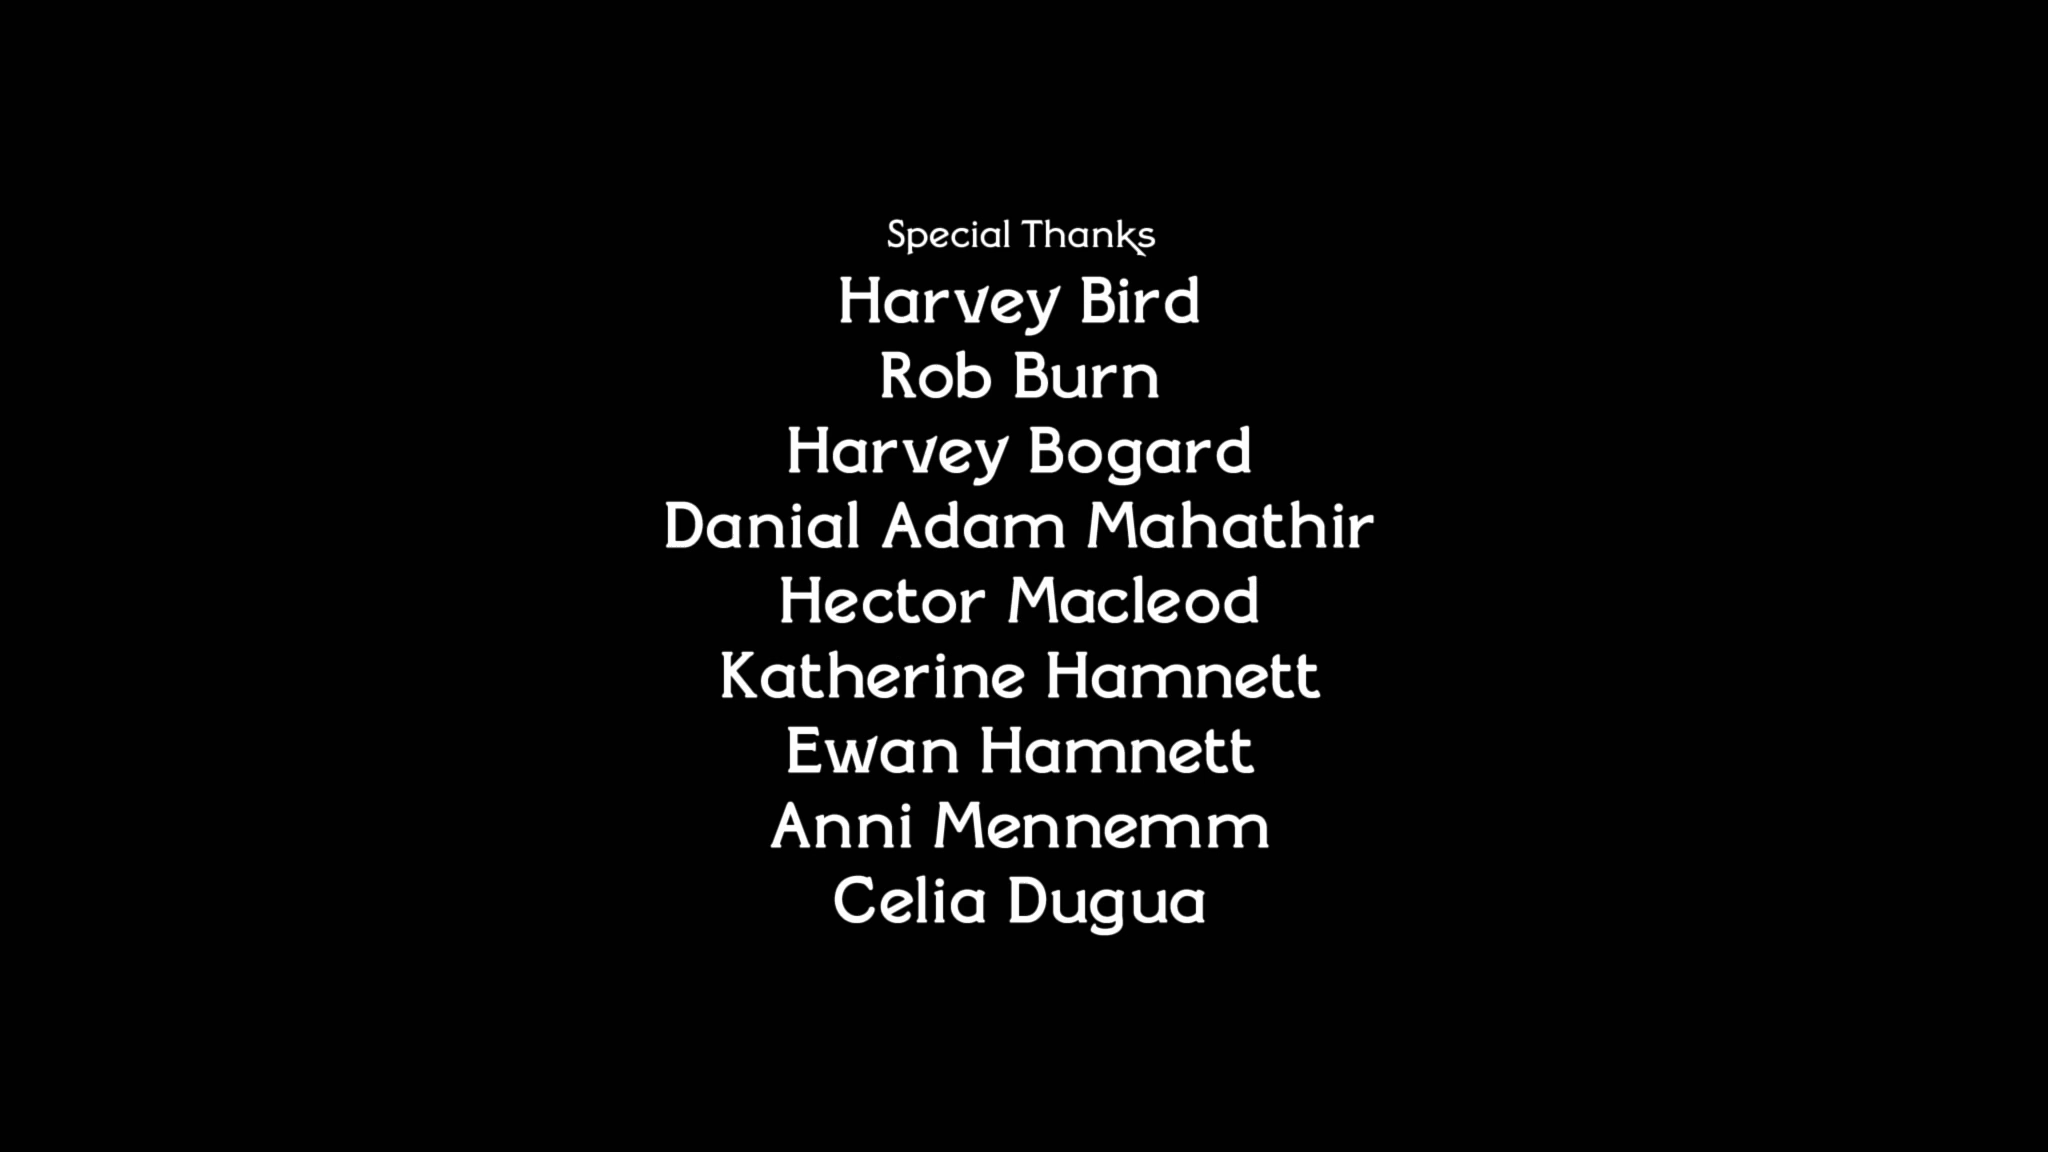 Special Thanks
Harvey Bird
Rob Burn
Harvey Bogard
Danial Adam Mahathir
Hector Macleod
Katherine Hamnett
Ewan Hamnett
Anni Mennemm
Celia Dugua